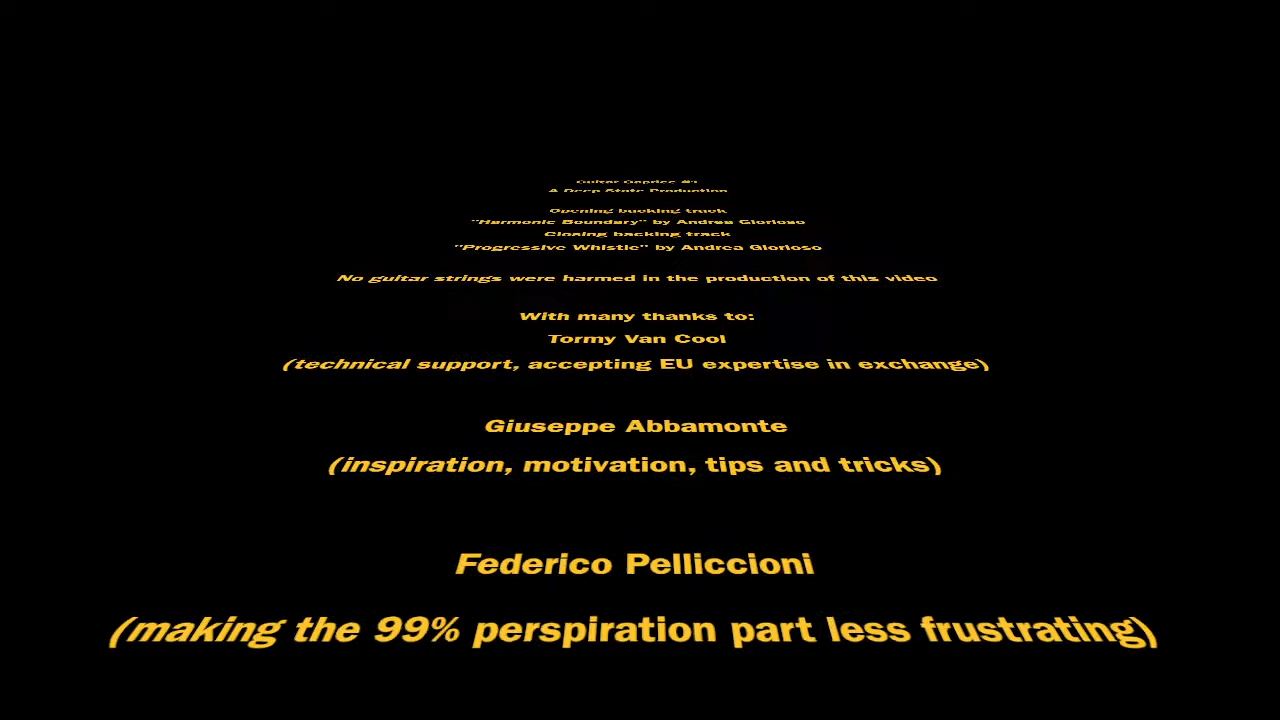 Guitar Caprice #1
A Deep State Production
Opening backing track
"Harmonic Boundary" by Andrea Glorioso
Closing backing track
"Progressive Whistle" by Andrea Glorioso
No guitar strings were harmed in the production of this video
With many thanks to:
Tormy Van Cool
(technical support, accepting EU expertise in exchange)
Giuseppe Abbamonte
(inspiration, motivation, tips and tricks)
Federico Pelliccioni
(making the 99% perspiration part less frustrating)